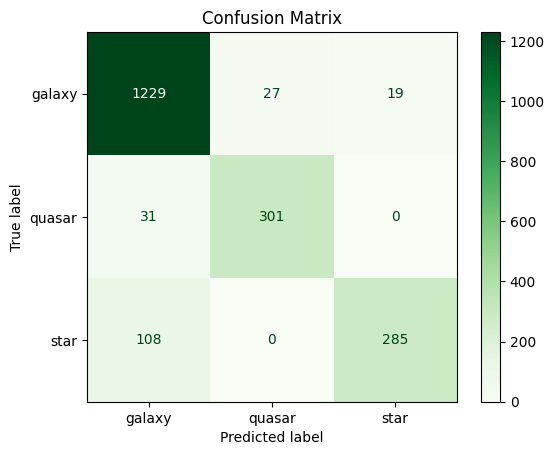 Confusion Matrix
True label
galaxy 1229 27 19
quasar 31 301 0
star 108 0 285
galaxy quasar star
Predicted label
1200
1000
800
600
400
200
0